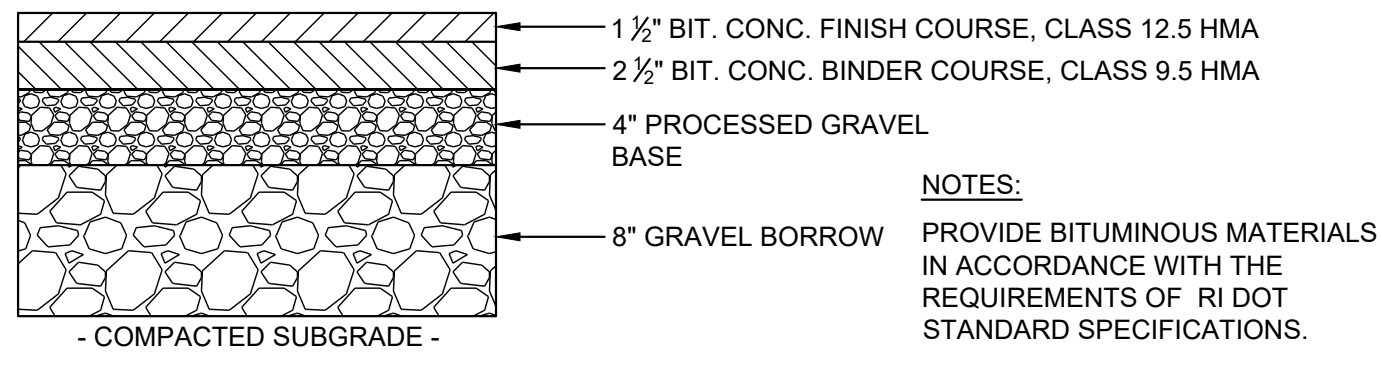 1 ½" BIT. CONC. FINISH COURSE, CLASS 12.5 HMA
2 ½" BIT. CONC. BINDER COURSE, CLASS 9.5 HMA
4" PROCESSED GRAVEL
BASE
8" GRAVEL BORROW
- COMPACTED SUBGRADE -
NOTES:
PROVIDE BITUMINOUS MATERIALS
IN ACCORDANCE WITH THE
REQUIREMENTS OF  RI DOT
STANDARD SPECIFICATIONS.